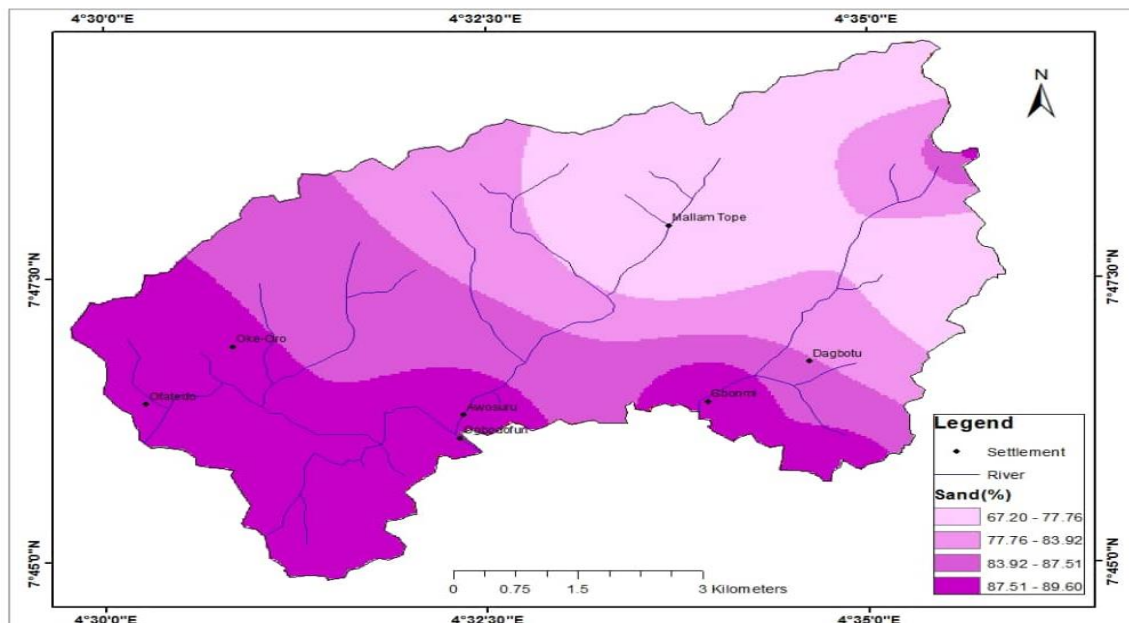 4°30'0"E
4°32'30"E
4°35'0"E
N
Mallam Tope
7°47'30"N
7°47'30"N
Oke-Oro
Dagbotu
Olatedo
Gbonmi
Awosuru
Ogbodofun
Legend
Settlement
River
Sand(%)
67.20 - 77.76
77.76 - 83.92
83.92 - 87.51
87.51 - 89.60
7°45'0"N
7°45'0"N
0 0.75 1.5 3 Kilometers
4°30'0"E
4°32'30"E
4°35'0"E